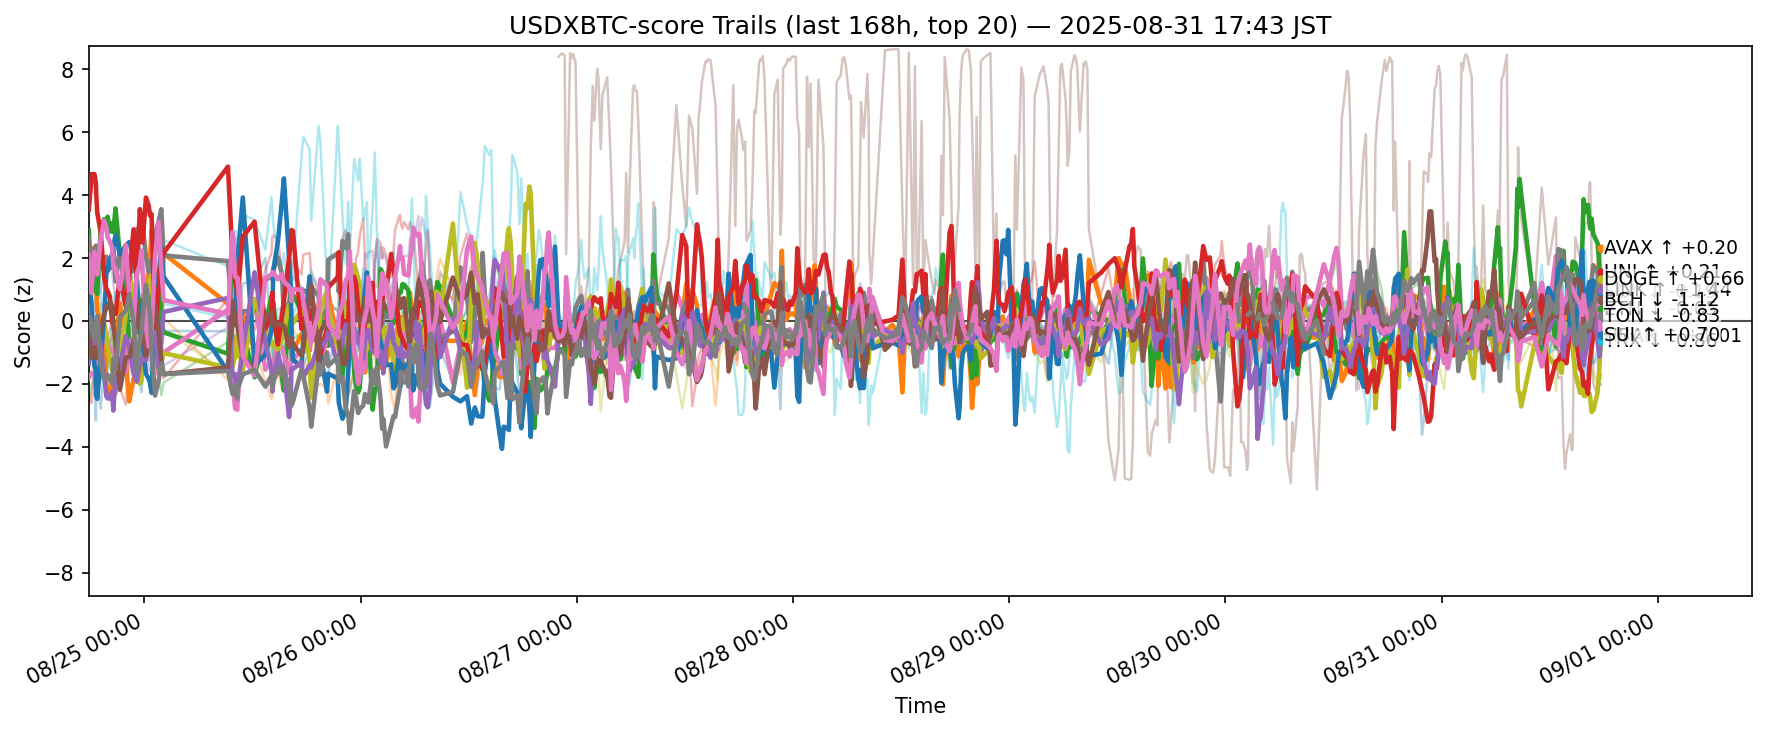 USDXBTC-score Trails (last 168h, top 20) — 2025-08-31 17:43 JST
Score (z)
8
6
4
2
0
−2
−4
−6
−8
AVAX ↑ +0.20
UNI ↑ +0.21
DOGE ↑ +0.66
BCH ↓ -1.12
TON ↓ -0.83
SUI ↑ +0.70
08/25 00:00
08/26 00:00
08/27 00:00
08/28 00:00
08/29 00:00
08/30 00:00
08/31 00:00
09/01 00:00
Time